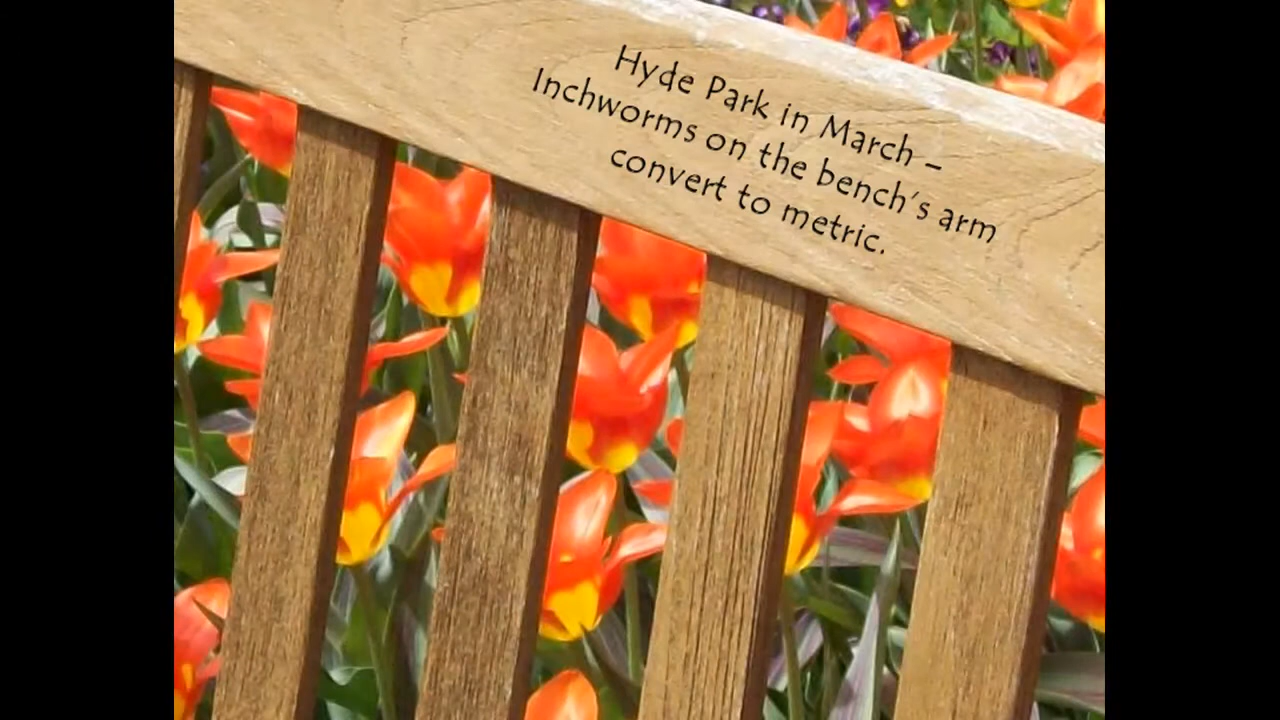 Hyde Park in March –
Inchworms on the bench's arm
convert to metric.